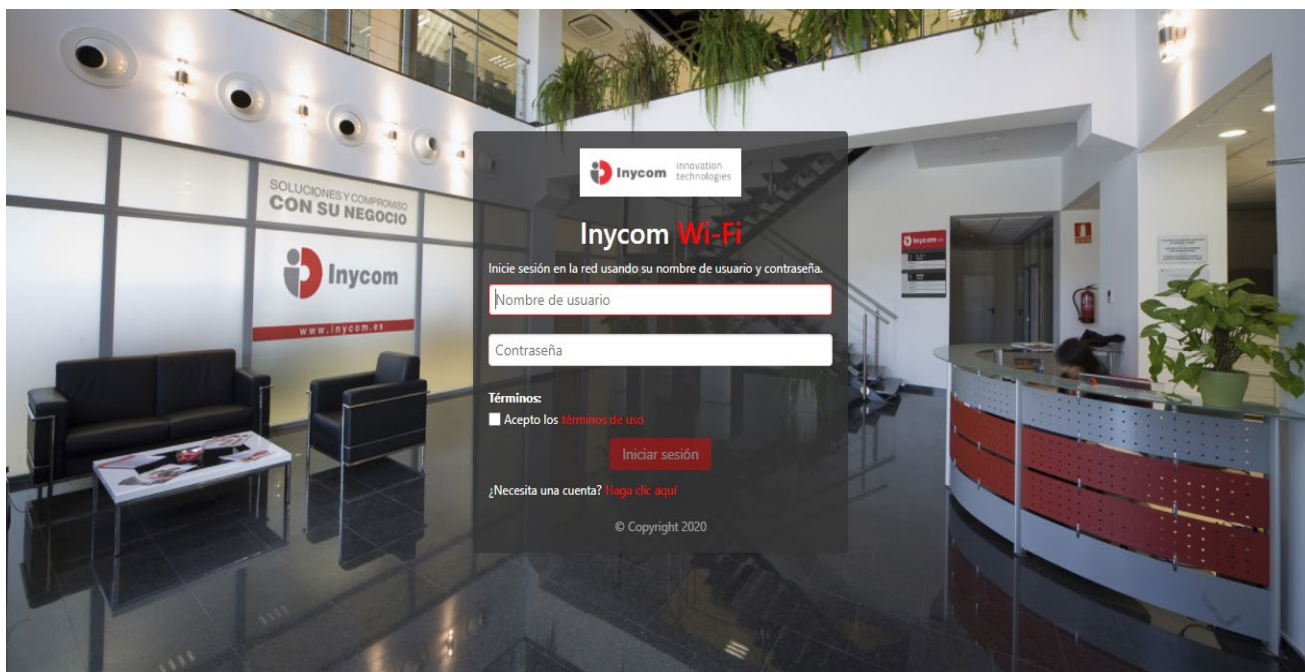 SOLUCIONES Y COMPROMISO
CON SU NEGOCIO
Inycom
www.inycom.es
Inycom innovation
technologies
Inycom Wi-Fi
Inicie sesión en la red usando su nombre de usuario y contraseña.
Nombre de usuario
Contraseña
Términos:
Acepto los términos de uso
Iniciar sesión
¿Necesita una cuenta? Haga clic aquí
© Copyright 2020
Inycom